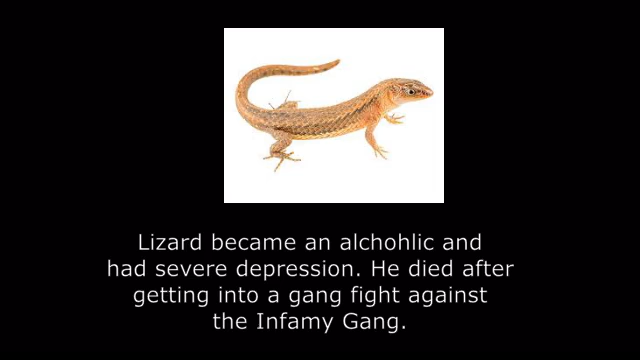 Lizard became an alchohlic and
had severe depression. He died after
getting into a gang fight against
the Infamy Gang.